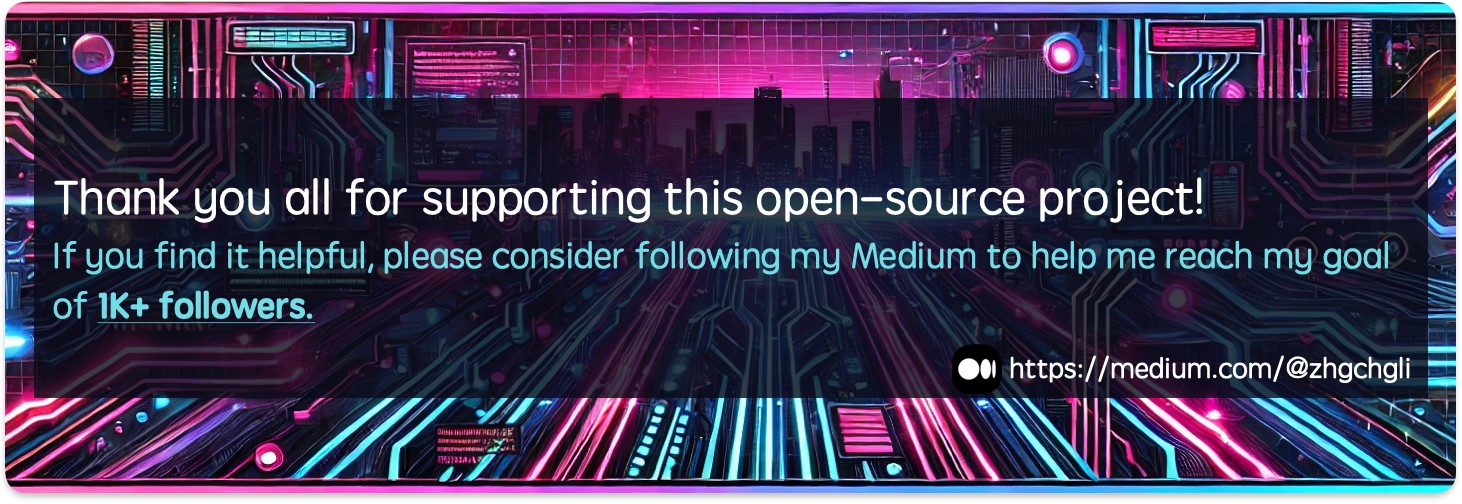 Thank you all for supporting this open-source project!
If you find it helpful, please consider following my Medium to help me reach my goal
of 1K+ followers.
https://medium.com/@zhgchgli